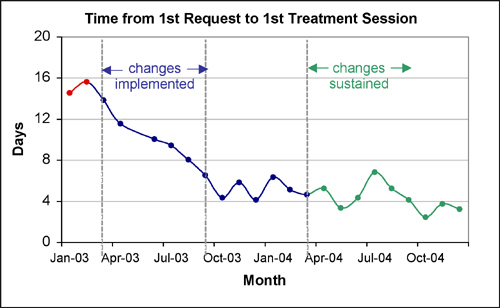 Time from 1st Request to 1st Treatment Session
20
16
12
8
4
0
Days
changes
implemented
changes
sustained
Jan-03 Apr-03 Jul-03 Oct-03 Jan-04 Apr-04 Jul-04 Oct-04
Month